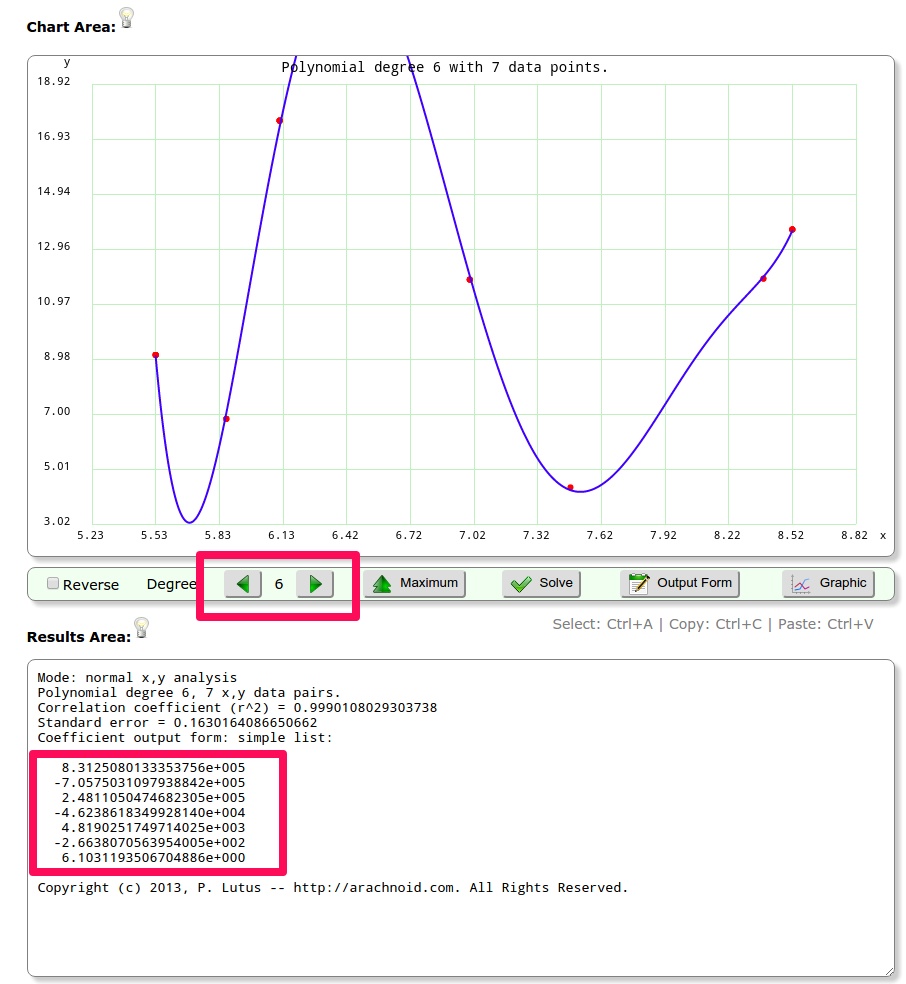 Chart Area:
Polynomial degree 6 with 7 data points.
y
18.92
16.93
14.94
12.96
10.97
8.98
7.00
5.01
3.02
5.23 5.53 5.83 6.13 6.42 6.72 7.02 7.32 7.62 7.92 8.22 8.52 8.82 x
Reverse Degree 6 Maximum Solve Output Form Graphic
Select: Ctrl+A | Copy: Ctrl+C | Paste: Ctrl+V
Results Area:
Mode: normal x,y analysis
Polynomial degree 6, 7 x,y data pairs.
Correlation coefficient (r^2) = 0.9990108029303738
Standard error = 0.1630164086650662
Coefficient output form: simple list:
8.3125080133353756e+005
-7.0575031097938842e+005
2.4811050474682305e+005
-4.6238618349928140e+004
4.8190251749714025e+003
-2.6638070563954005e+002
6.1031193506704886e+000
Copyright (c) 2013, P. Lutus -- http://arachnoid.com. All Rights Reserved.